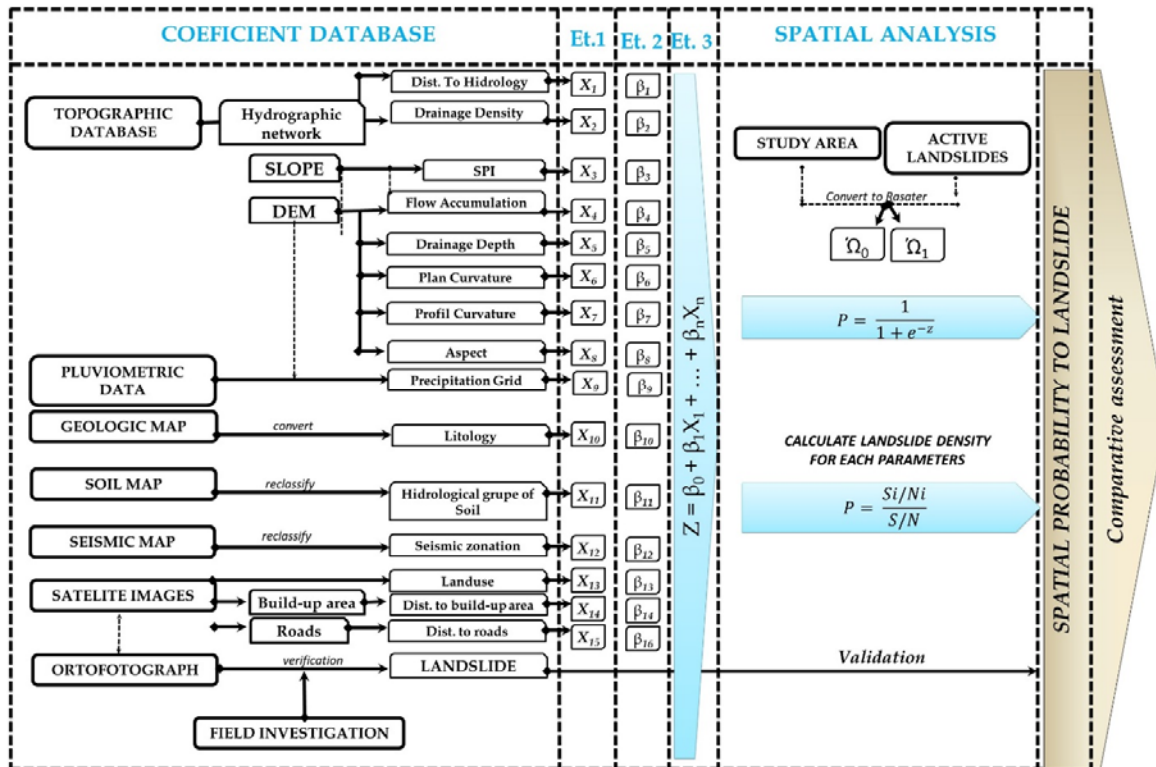 COEFICIENT DATABASE
Et.1
Et. 2
Et. 3
SPATIAL ANALYSIS
TOPOGRAPHIC
DATABASE
Hydrographic
network
Dist. To Hidrology
X1
β1
Drainage Density
X2
β2
SLOPE
SPI
X3
β3
DEM
Flow Accumulation
X4
β4
Drainage Depth
X5
β5
Plan Curvature
X6
β6
Profil Curvature
X7
β7
Aspect
X8
β8
PLUVIOMETRIC
DATA
Precipitation Grid
X9
β9
GEOLOGIC MAP
convert
Litology
X10
β10
SOIL MAP
reclassify
Hidrological grupe of
Soil
X11
β11
SEISMIC MAP
reclassify
Seismic zonation
X12
β12
SATELITE IMAGES
Landuse
X13
β13
Build-up area
Dist. to build-up area
X14
β14
Roads
Dist. to roads
X15
β16
ORTOFOTOGRAPH
verification
LANDSLIDE
Validation
FIELD INVESTIGATION
Z = β0 + β1X1 + ... + βnXn
STUDY AREA
ACTIVE
LANDSLIDES
Convert to Rasater
Ώ0
Ώ1
P = 1 / (1 + e^-z)
CALCULATE LANDSLIDE DENSITY
FOR EACH PARAMETERS
P = (Si/Ni) / (S/N)
SPATIAL PROBABILITY TO LANDSLIDE
Comparative assessment